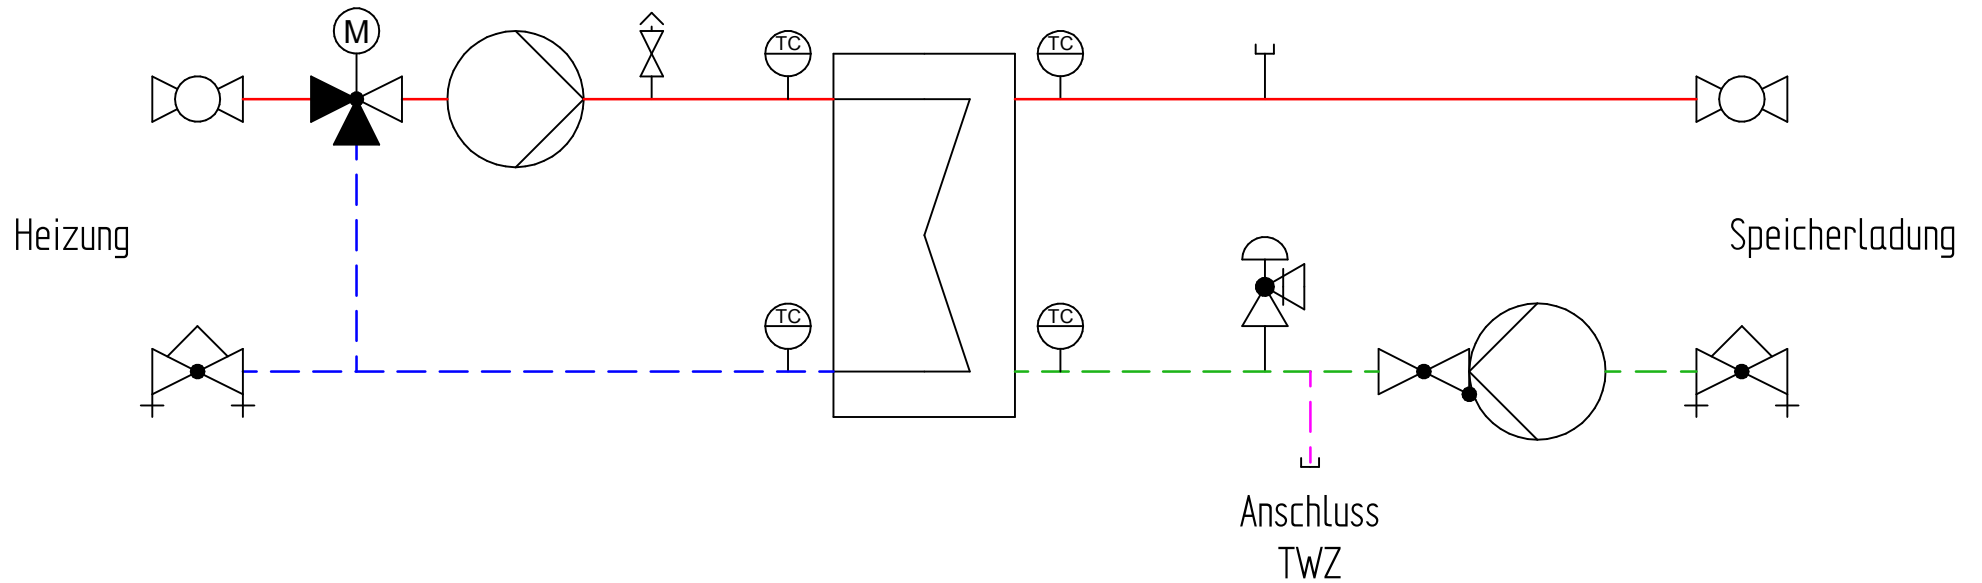 M
TC
TC
Heizung
Speicherladung
TC
TC
Anschluss
TWZ